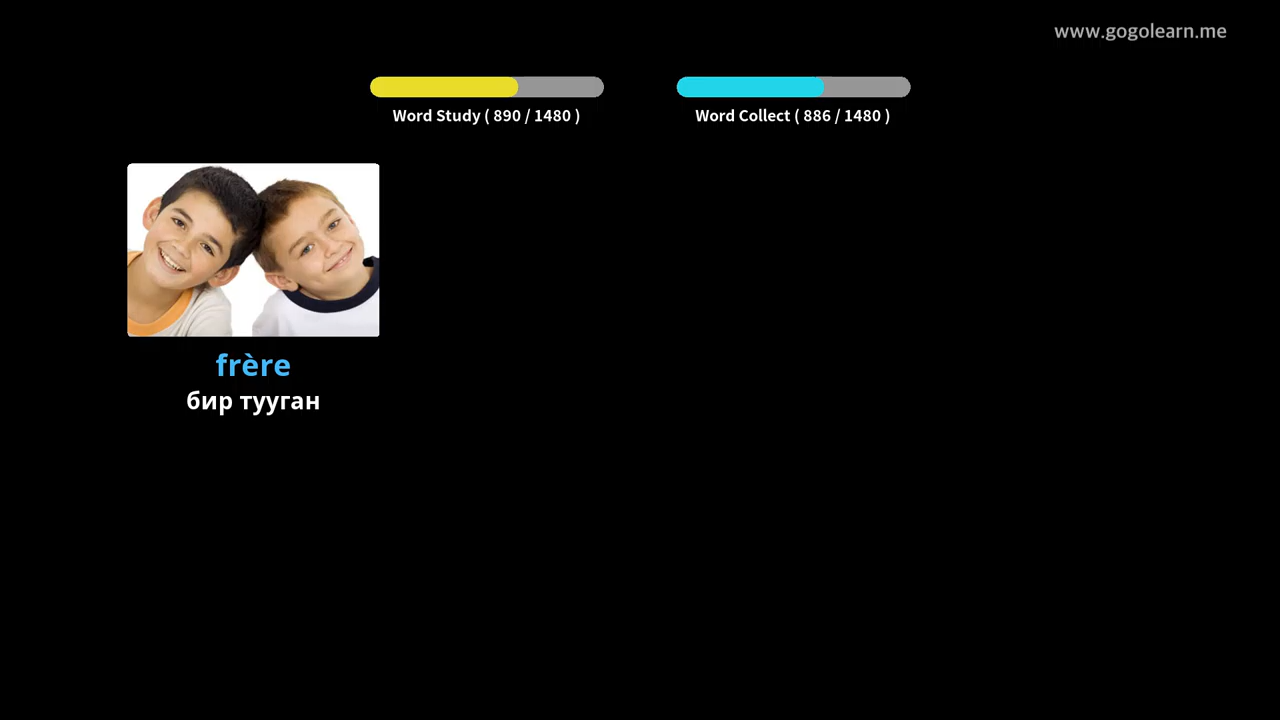 www.gogolearn.me
Word Study ( 890 / 1480 )
Word Collect ( 886 / 1480 )
frère
бир тууган